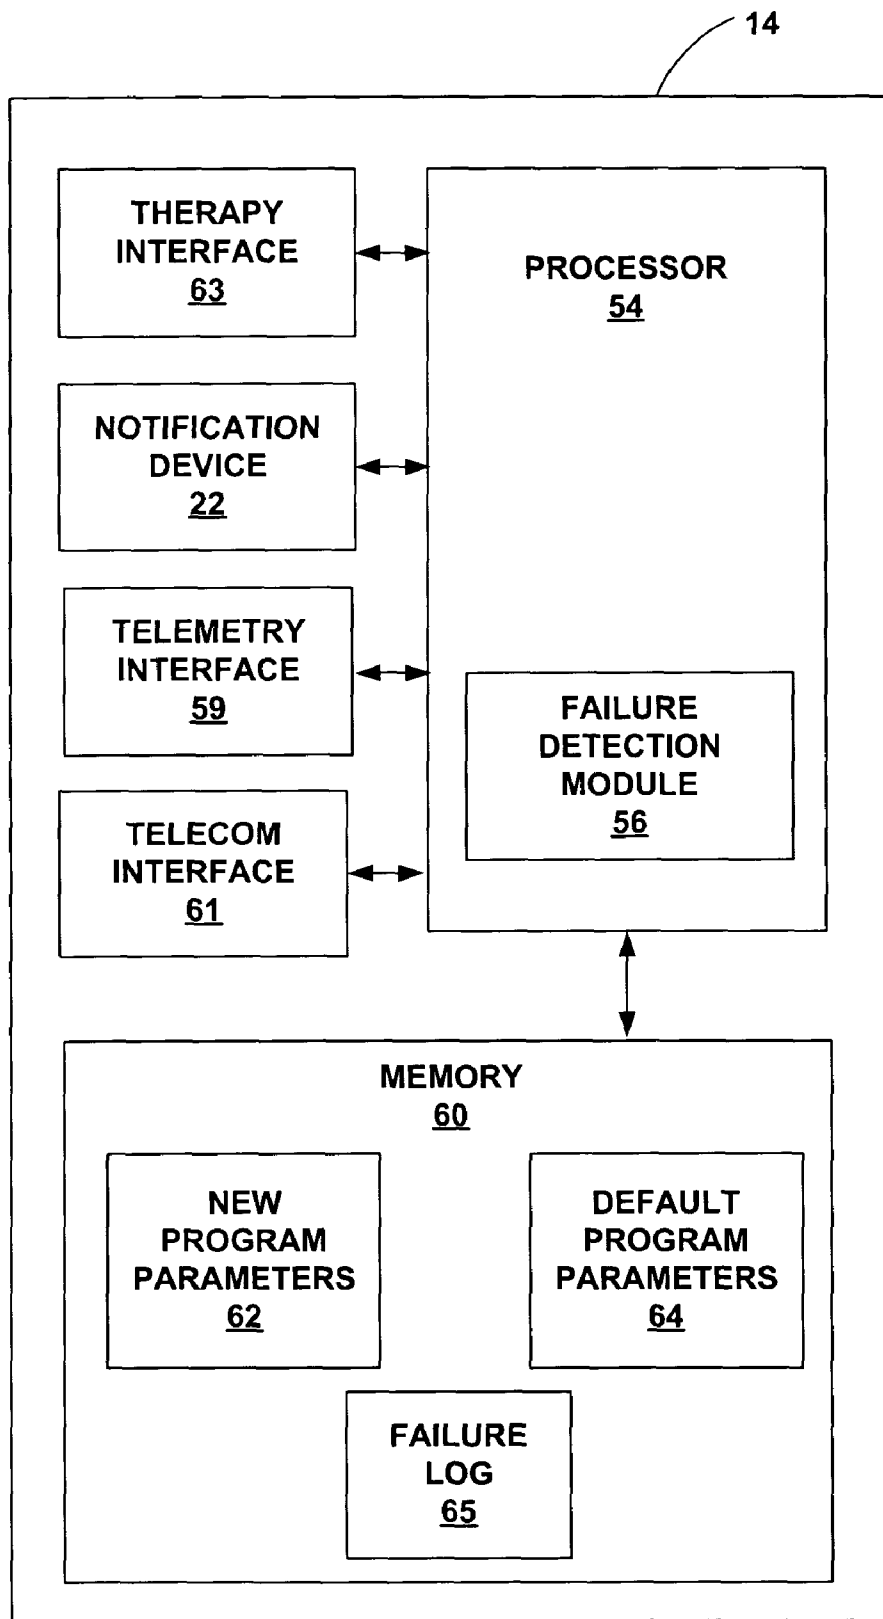 14
THERAPY
INTERFACE
63
PROCESSOR
54
NOTIFICATION
DEVICE
22
TELEMETRY
INTERFACE
59
FAILURE
DETECTION
MODULE
56
TELECOM
INTERFACE
61
MEMORY
60
NEW
PROGRAM
PARAMETERS
62
DEFAULT
PROGRAM
PARAMETERS
64
FAILURE
LOG
65